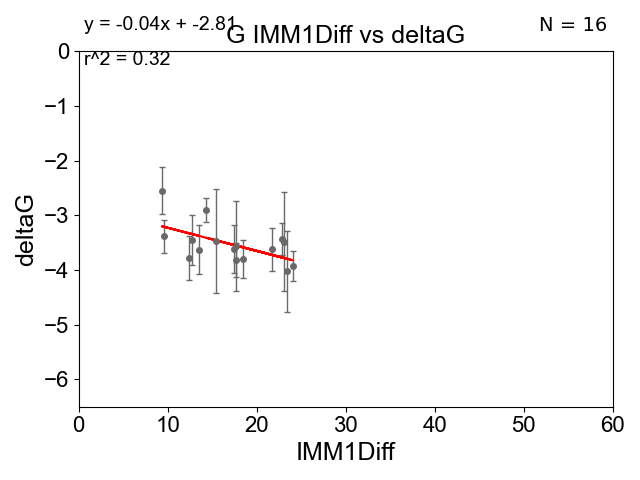 y = -0.04x + -2.81
N = 16
G IMM1Diff vs deltaG
r^2 = 0.32
0
−1
−2
−3
−4
−5
−6
deltaG
0 10 20 30 40 50 60
IMM1Diff